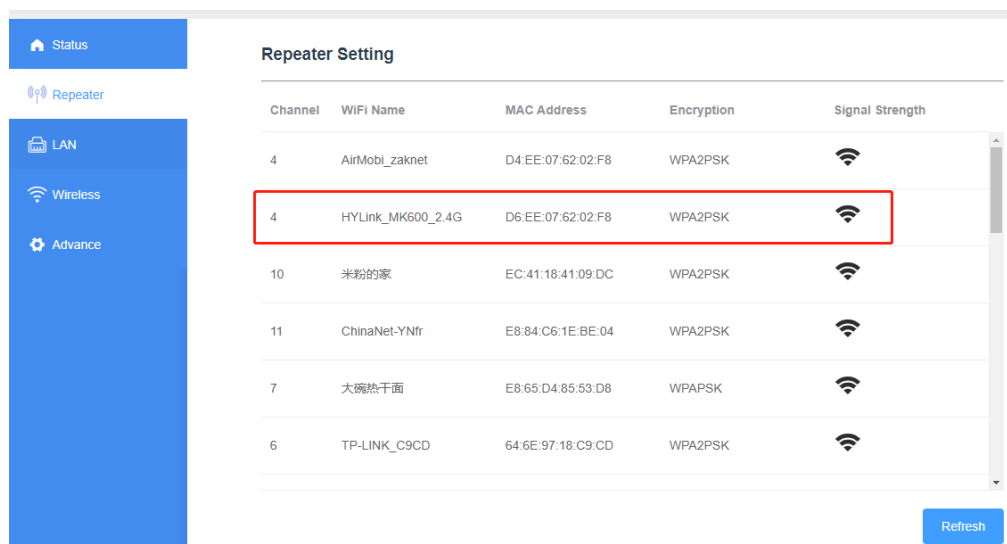 Status
Repeater
LAN
Wireless
Advance
Repeater Setting
Channel WiFi Name MAC Address Encryption Signal Strength
4 AirMobi_zaknet D4:EE:07:62:02:F8 WPA2PSK
4 HYLink_MK600_2.4G D6:EE:07:62:02:F8 WPA2PSK
10 米粉的家 EC:41:18:41:09:DC WPA2PSK
11 ChinaNet-YNfr E8:84:C6:1E:BE:04 WPA2PSK
7 大碗热干面 E8:65:D4:85:53:D8 WPAPSK
6 TP-LINK_C9CD 64:6E:97:18:C9:CD WPA2PSK
Refresh